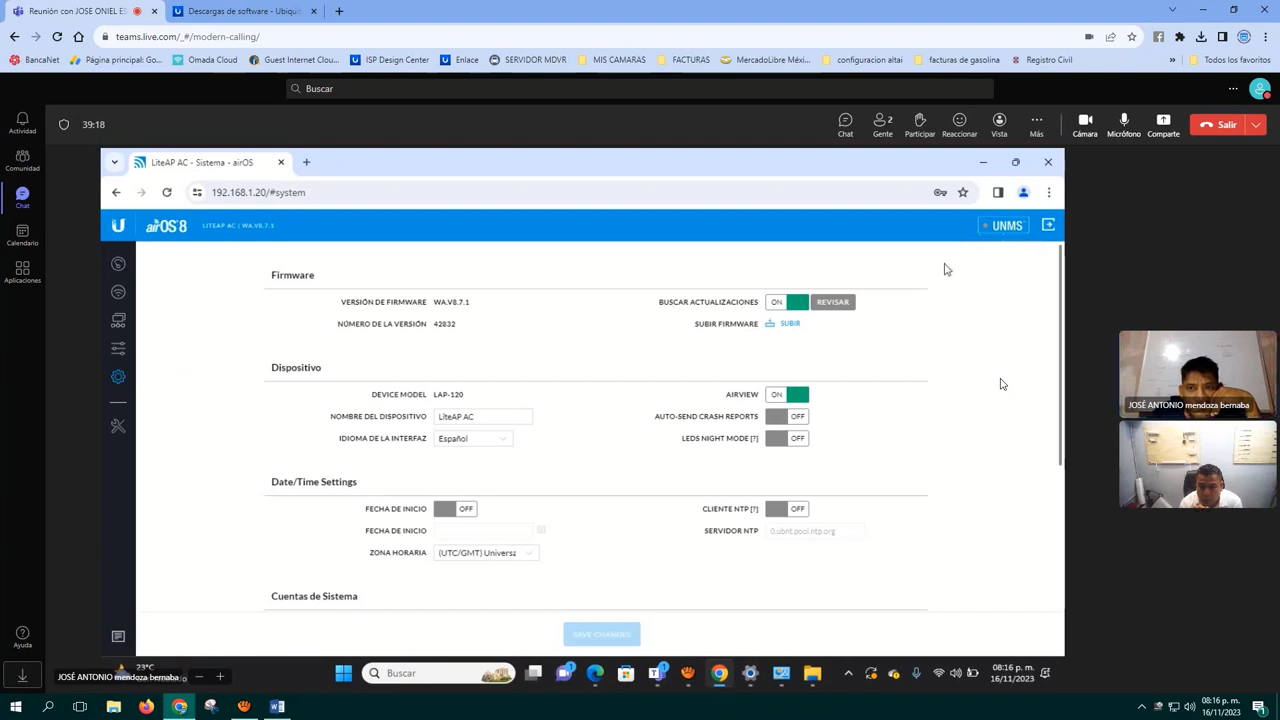 Reunión con JOSE ONIEL ES
Descargas de software - Ubique
teams.live.com/_#/modern-calling/
BancaNet
Página principal: Go...
Omada Cloud
Guest Internet Clou...
ISP Design Center
Enlace
SERVIDOR MDVR
MIS CAMARAS
FACTURAS
MercadoLibre Méxi...
configuracion altai
facturas de gasolina
Registro Civil
»
Todos los favoritos
Buscar
39:18
Chat
Gente 2
Participar
Reaccionar
Vista
Más
Cámara
Micrófono
Comparte
Salir
Actividad
Comunidad
Chat
Calendario
Aplicaciones
Ayuda
LiteAP AC - Sistema - airOS
192.168.1.20/#system
airOS 8
LITEAP AC | WA.V8.7.1
UNMS
Firmware
VERSIÓN DE FIRMWARE WA.V8.7.1
BUSCAR ACTUALIZACIONES ON REVISAR
NÚMERO DE LA VERSIÓN 42832
SUBIR FIRMWARE SUBIR
Dispositivo
DEVICE MODEL LAP-120
AIRVIEW ON
NOMBRE DEL DISPOSITIVO LiteAP AC
AUTO-SEND CRASH REPORTS OFF
IDIOMA DE LA INTERFAZ Español
LEDS NIGHT MODE [?] OFF
Date/Time Settings
FECHA DE INICIO OFF
CLIENTE NTP [?] OFF
FECHA DE INICIO
SERVIDOR NTP 0.ubnt.pool.ntp.org
ZONA HORARIA (UTC/GMT) Universa
Cuentas de Sistema
SAVE CHANGES
JOSÉ ANTONIO mendoza bernaba
23°C
JOSÉ ANTONIO mendoza bernaba
Buscar
08:16 p. m.
16/11/2023
08:16 p. m.
16/11/2023